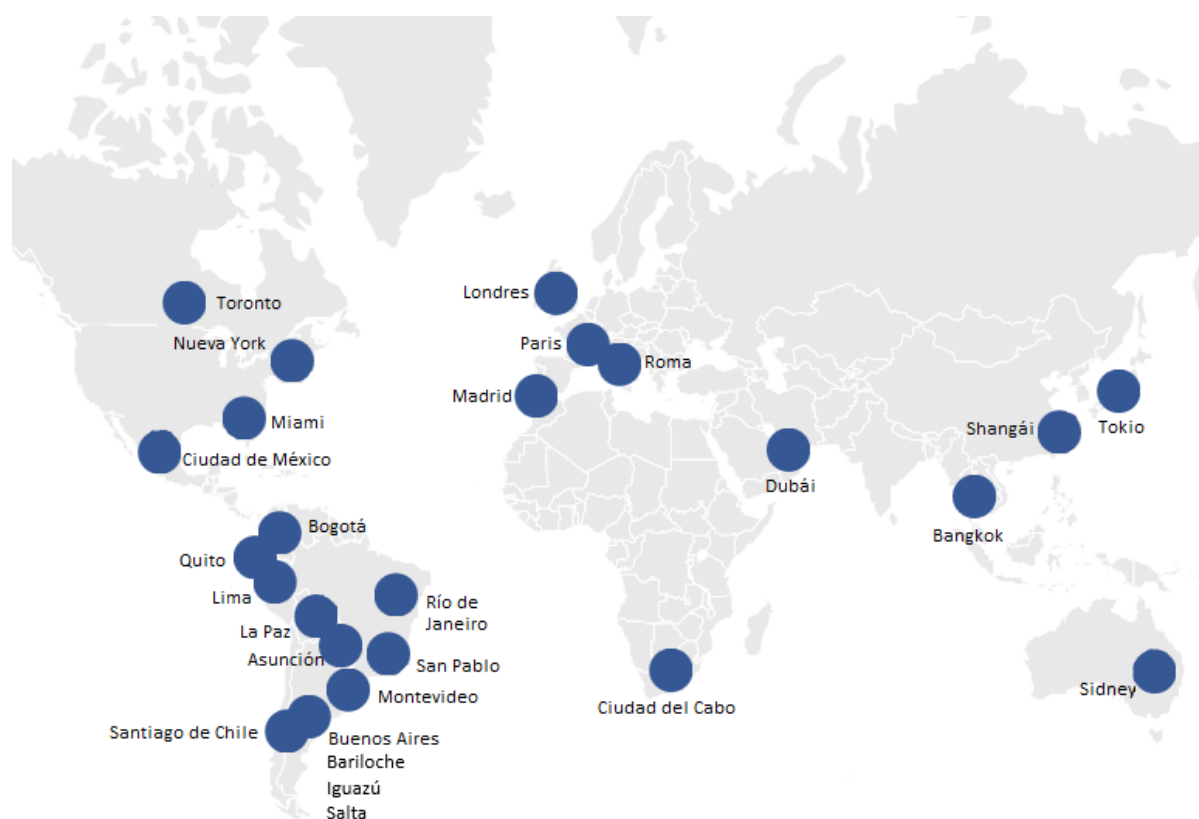 Toronto
Nueva York
Miami
Ciudad de México
Bogotá
Quito
Lima
La Paz
Asunción
Río de
Janeiro
San Pablo
Montevideo
Santiago de Chile
Buenos Aires
Bariloche
Iguazú
Salta
Londres
Paris
Roma
Madrid
Dubái
Ciudad del Cabo
Shangái
Tokio
Bangkok
Sidney